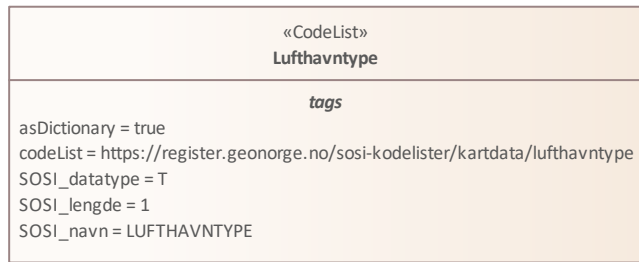 «CodeList»
Lufthavntype
tags
asDictionary = true
codeList = https://register.geonorge.no/sosi-kodelister/kartdata/lufthavntype
SOSI_datatype = T
SOSI_lengde = 1
SOSI_navn = LUFTHAVNTYPE